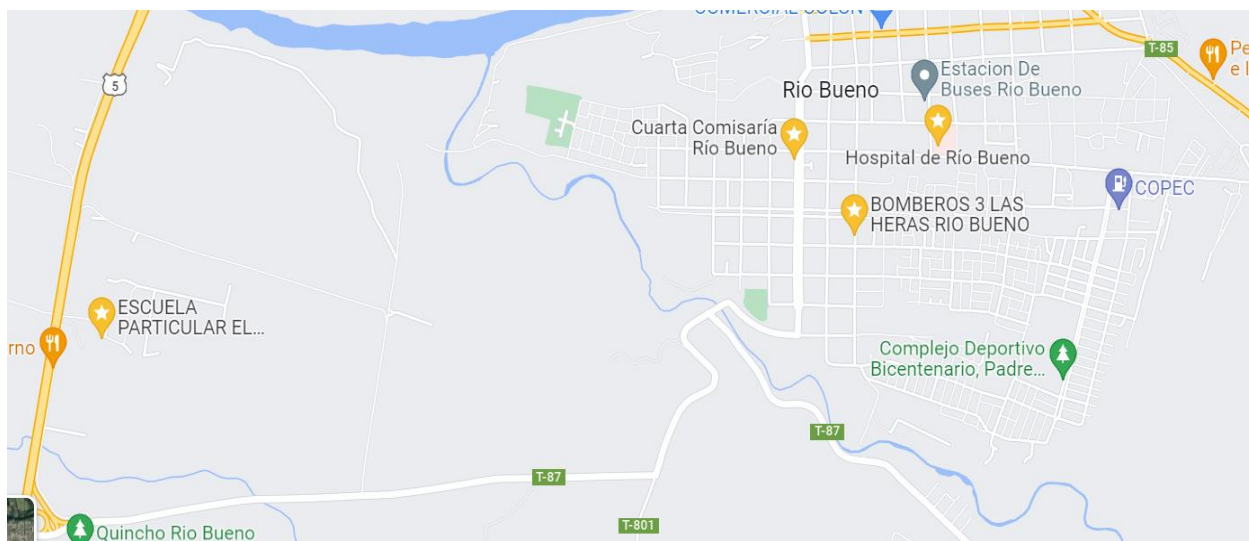 COMERCIAL COLON
T-85
Pe
e l
5
Estacion De
Buses Rio Bueno
Rio Bueno
Cuarta Comisaría
Río Bueno
Hospital de Río Bueno
COPEC
BOMBEROS 3 LAS
HERAS RIO BUENO
ESCUELA
PARTICULAR EL...
rno
Complejo Deportivo
Bicentenario, Padre...
T-87
T-87
T-801
Quincho Rio Bueno